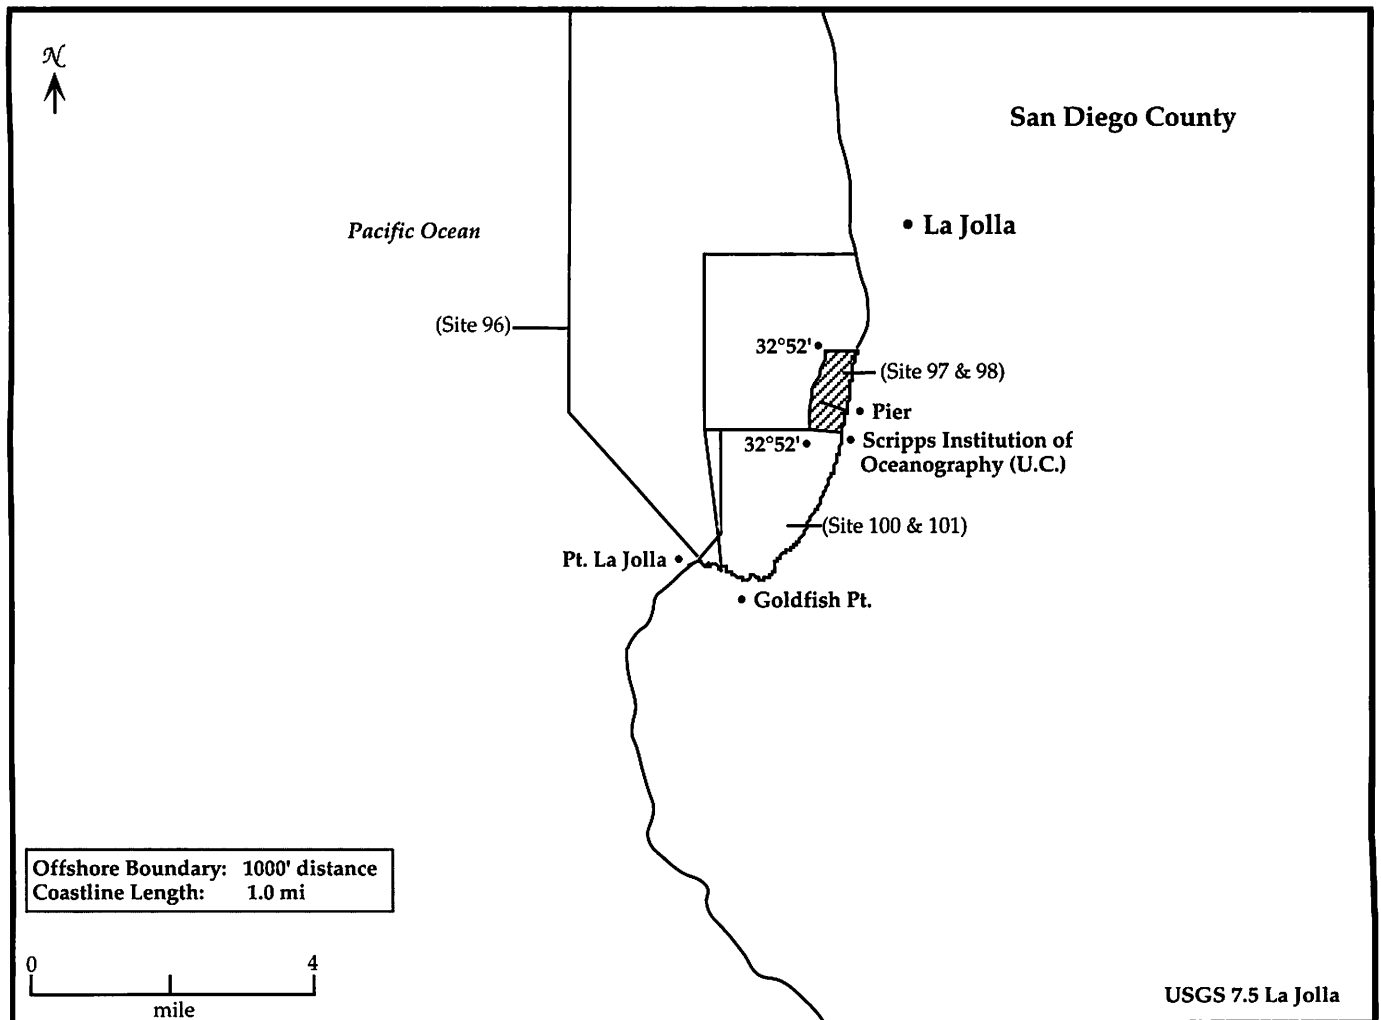 N
San Diego County
• La Jolla
Pacific Ocean
(Site 96)
32°52'•
(Site 97 & 98)
• Pier
32°52'•
• Scripps Institution of
Oceanography (U.C.)
(Site 100 & 101)
Pt. La Jolla •
• Goldfish Pt.
Offshore Boundary: 1000' distance
Coastline Length: 1.0 mi
0 4
mile
USGS 7.5 La Jolla